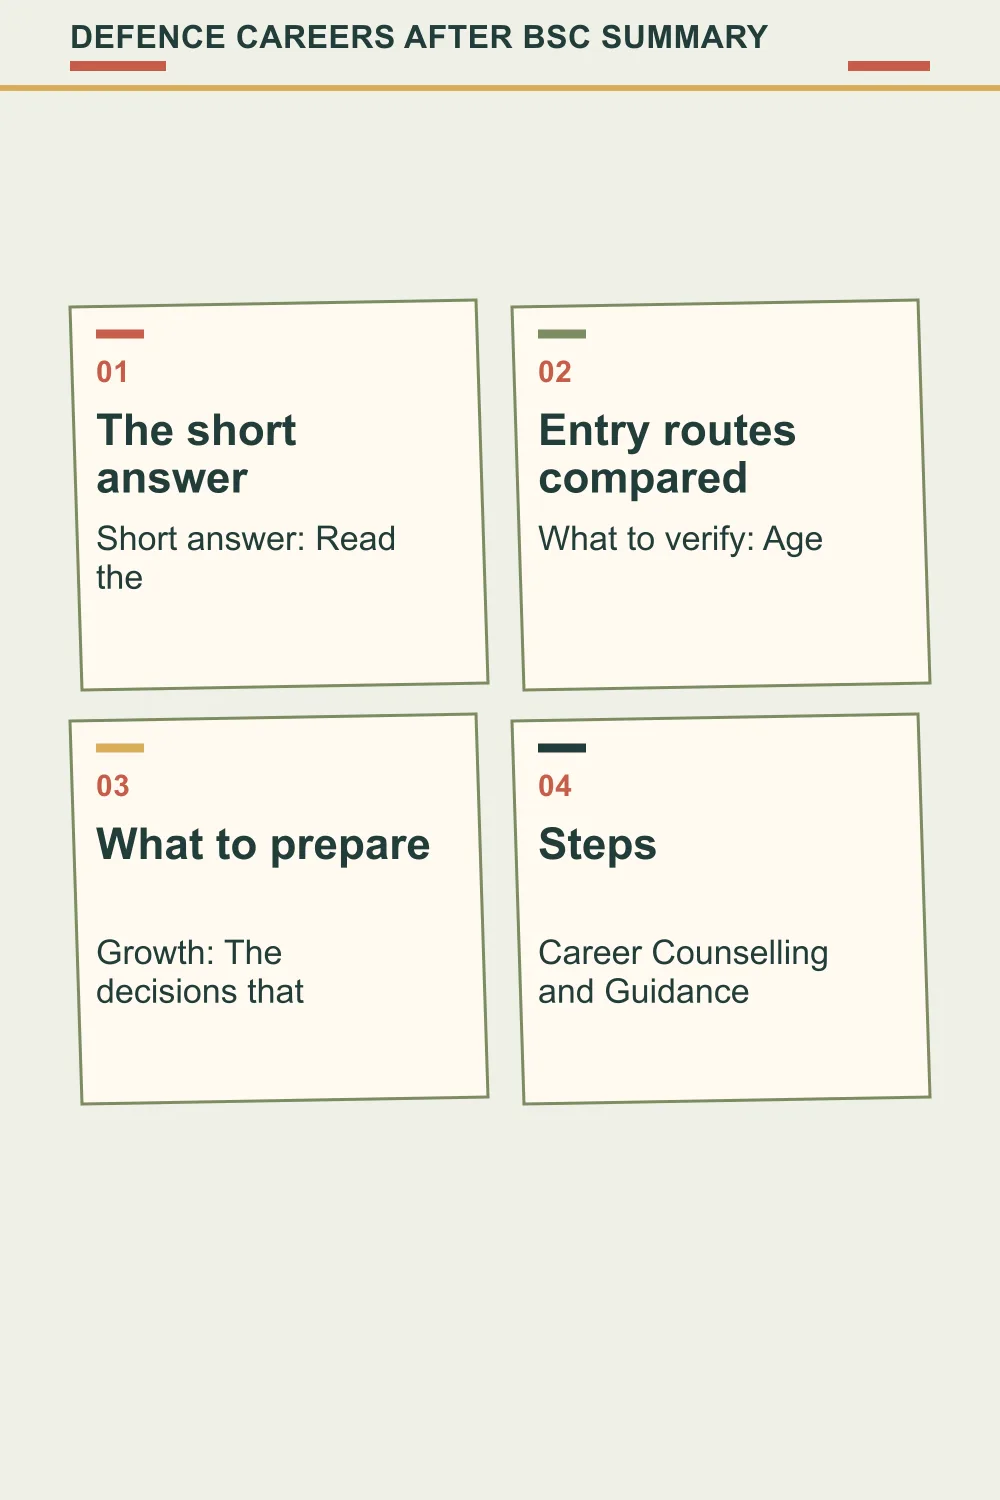 DEFENCE CAREERS AFTER BSC SUMMARY
01
The short
answer
Short answer: Read
the
02
Entry routes
compared
What to verify: Age
03
What to prepare
Growth: The
decisions that
04
Steps
Career Counselling
and Guidance